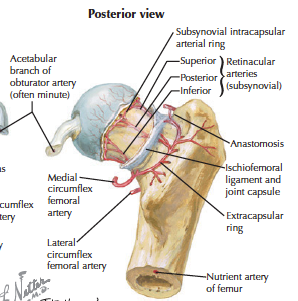 Posterior view
Subsynovial intracapsular
arterial ring
Acetabular
branch of
obturator artery
(often minute)
Superior
Posterior
Inferior
Retinacular
arteries
(subsynovial)
Anastomosis
Ischiofemoral
ligament and
joint capsule
Medial
circumflex
femoral
artery
Extracapsular
ring
Lateral
circumflex
femoral artery
Nutrient artery
of femur
cumflex